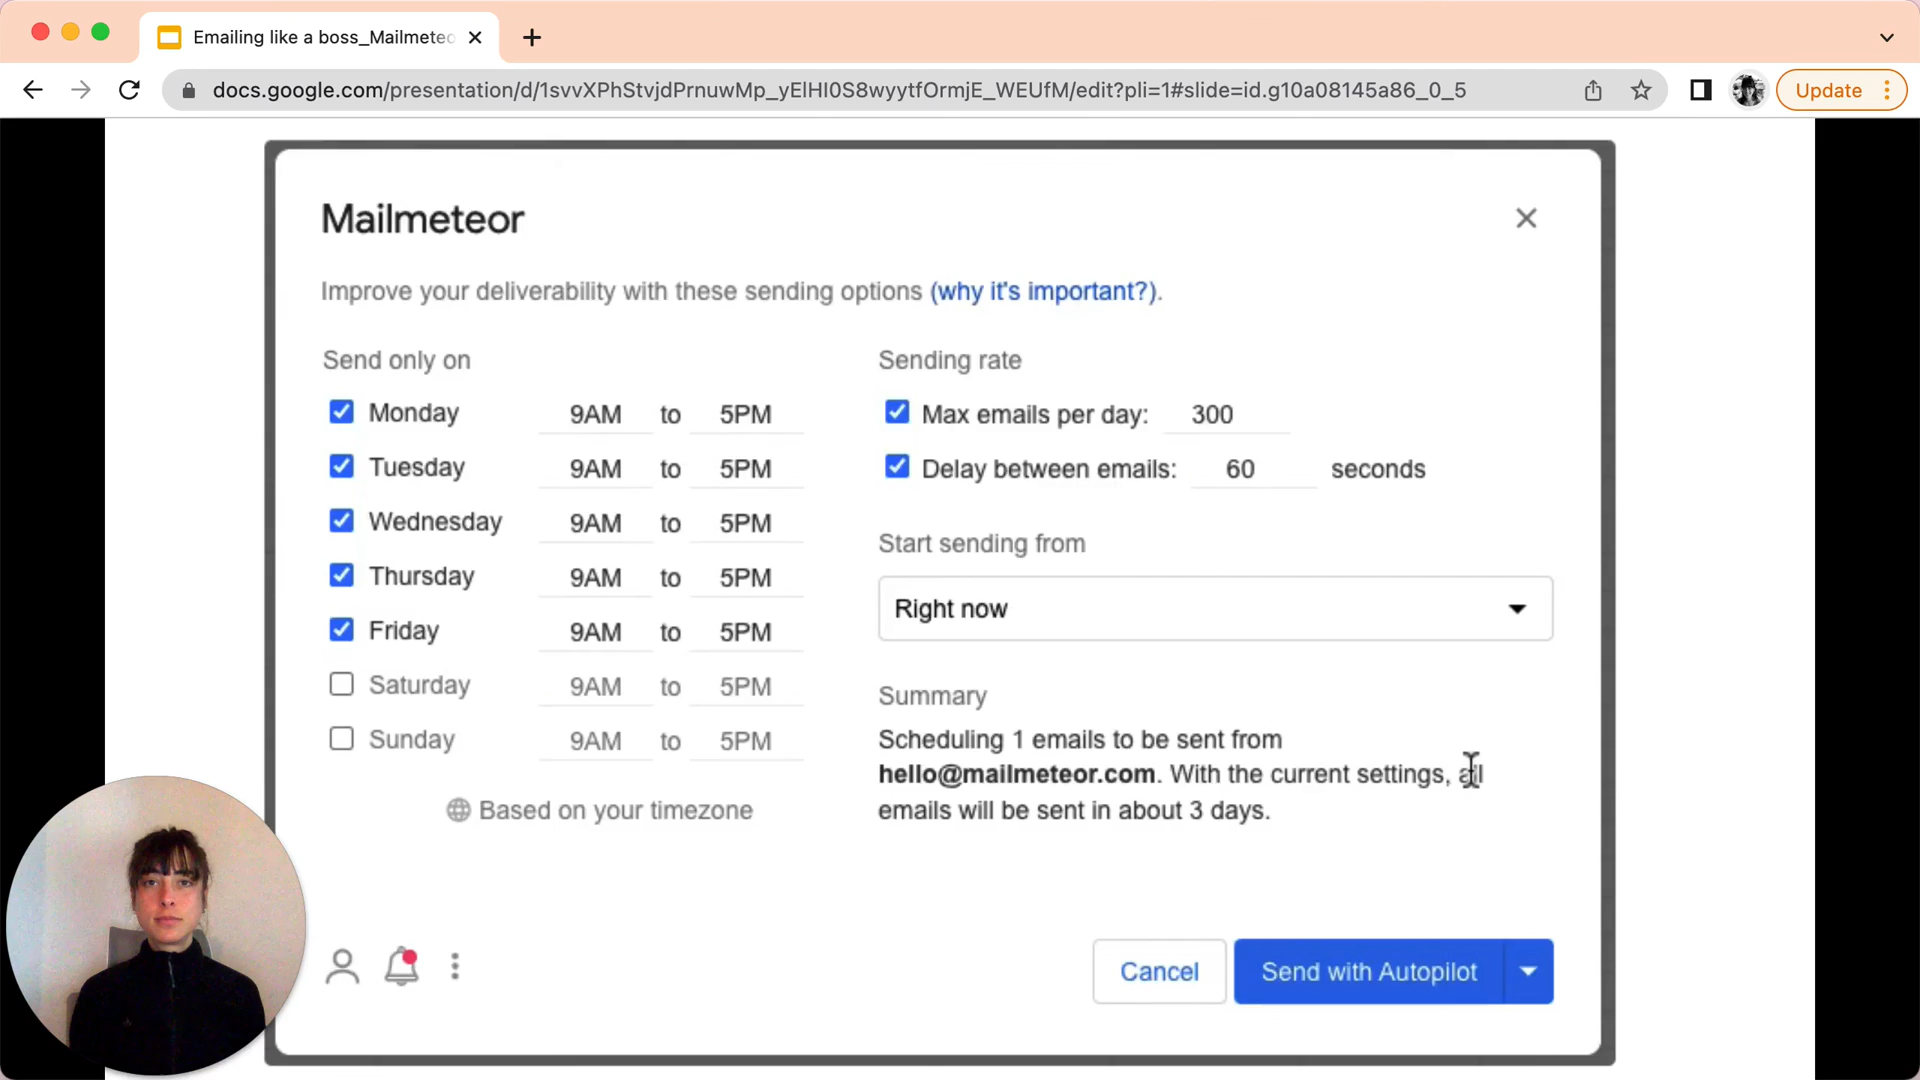 Emailing like a boss_Mailmeteo
docs.google.com/presentation/d/1svvXPhStvjdPrnuwMp_yElHI0S8wyytfOrmjE_WEUfM/edit?pli=1#slide=id.g10a08145a86_0_5
Update
Mailmeteor
Improve your deliverability with these sending options (why it's important?).
Send only on
Monday 9AM to 5PM
Tuesday 9AM to 5PM
Wednesday 9AM to 5PM
Thursday 9AM to 5PM
Friday 9AM to 5PM
Saturday 9AM to 5PM
Sunday 9AM to 5PM
Based on your timezone
Sending rate
Max emails per day: 300
Delay between emails: 60 seconds
Start sending from
Right now
Summary
Scheduling 1 emails to be sent from
hello@mailmeteor.com. With the current settings, all
emails will be sent in about 3 days.
Cancel
Send with Autopilot